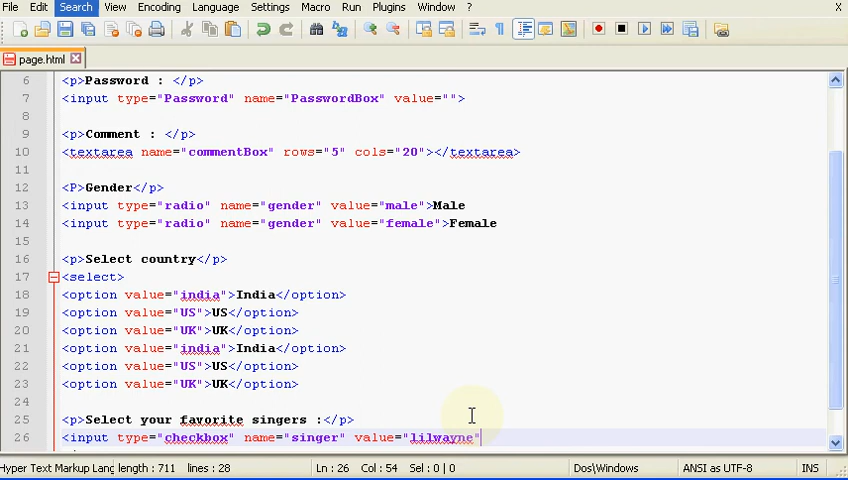 File Edit Search View Encoding Language Settings Macro Run Plugins Window ? X
page.html
6 <p>Password : </p>
7 <input type="Password" name="PasswordBox" value="">
8
9 <p>Comment : </p>
10 <textarea name="commentBox" rows="5" cols="20"></textarea>
11
12 <P>Gender</p>
13 <input type="radio" name="gender" value="male">Male
14 <input type="radio" name="gender" value="female">Female
15
16 <p>Select country</p>
17 <select>
18 <option value="india">India</option>
19 <option value="US">US</option>
20 <option value="UK">UK</option>
21 <option value="india">India</option>
22 <option value="US">US</option>
23 <option value="UK">UK</option>
24
25 <p>Select your favorite singers :</p>
26 <input type="checkbox" name="singer" value="lilwayne"
Hyper Text Markup Lang length : 711 lines : 28 Ln : 26 Col : 54 Sel : 0 | 0 Dos\Windows ANSI as UTF-8 INS